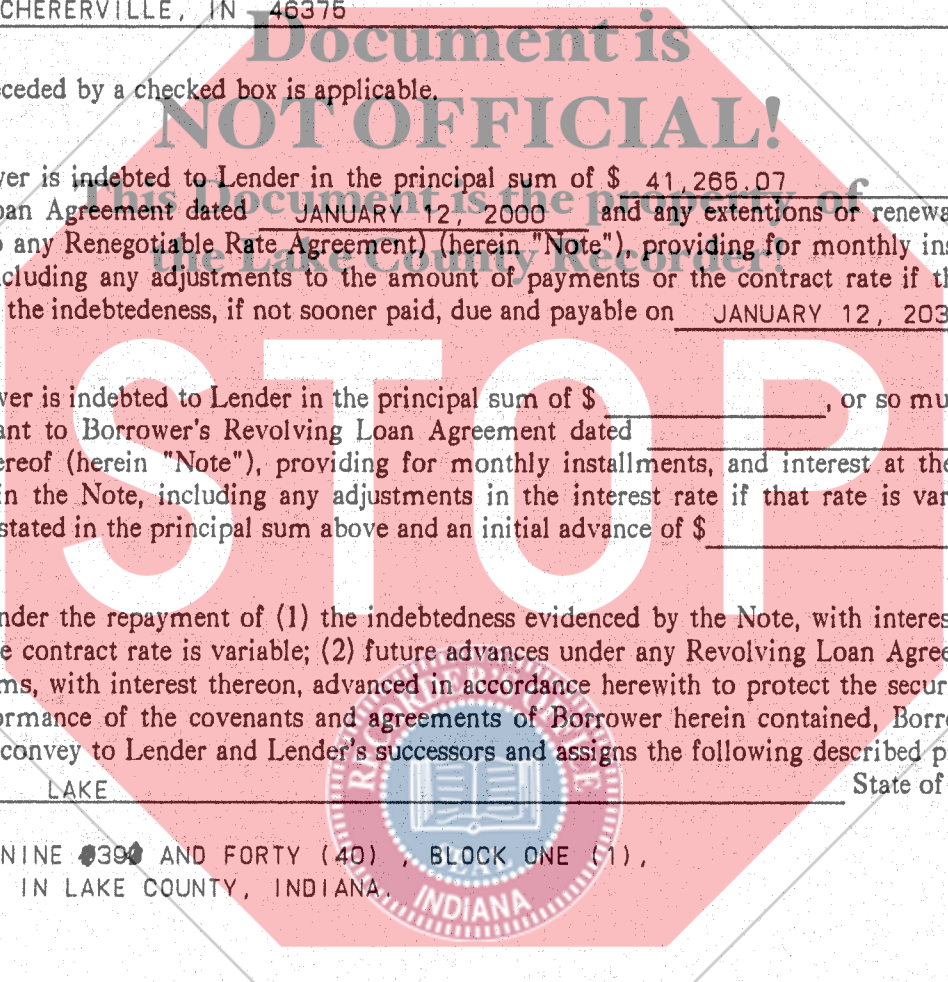 CHERERVILLE, IN 46375
Document is
ceded by a checked box is applicable.
NOT OFFICIAL!
ver is indebted to Lender in the principal sum of $ 41,265.07
This Document is the property of
oan Agreement dated JANUARY 12, 2000 and any extentions or renewa
any Renegotiable Rate Agreement) (herein "Note"), providing for monthly ins
the Lake County Recorder!
cluding any adjustments to the amount of payments or the contract rate if th
the indebtedeness, if not sooner paid, due and payable on JANUARY 12, 203
STOP
ver is indebted to Lender in the principal sum of $ , or so mu
ant to Borrower's Revolving Loan Agreement dated
ereof (herein "Note"), providing for monthly installments, and interest at the
in the Note, including any adjustments in the interest rate if that rate is var
stated in the principal sum above and an initial advance of $
nder the repayment of (1) the indebtedness evidenced by the Note, with interes
e contract rate is variable; (2) future advances under any Revolving Loan Agree
ms, with interest thereon, advanced in accordance herewith to protect the secur
ormance of the covenants and agreements of Borrower herein contained, Borro
convey to Lender and Lender's successors and assigns the following described p
LAKE State of
RECORDER'S OFFICE
NINE 39 AND FORTY (40) , BLOCK ONE (1),
SEAL
IN LAKE COUNTY, INDIANA.
INDIANA